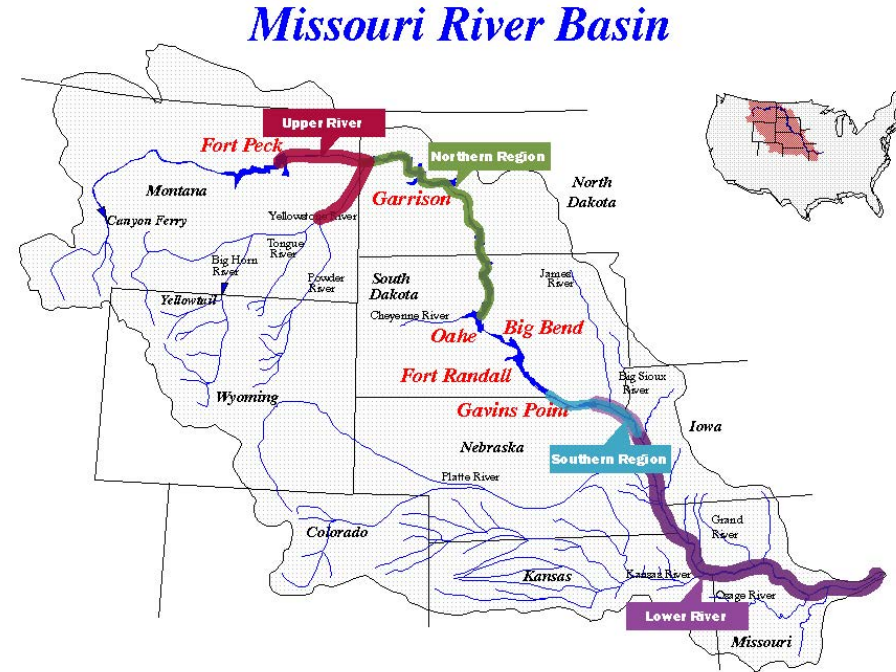 Missouri River Basin
Upper River
Fort Peck
Northern Region
Montana
Garrison
North
Dakota
Canyon Ferry
Yellowstone River
Tongue
River
Big Horn
River
Powder
River
South
Dakota
James
River
Yellowtail
Cheyenne River
Oahe
Big Bend
Fort Randall
Big Sioux
River
Wyoming
Gavins Point
Iowa
Nebraska
Southern Region
Platte River
Colorado
Grand
River
Kansas
Kansas River
Osage River
Lower River
Missouri